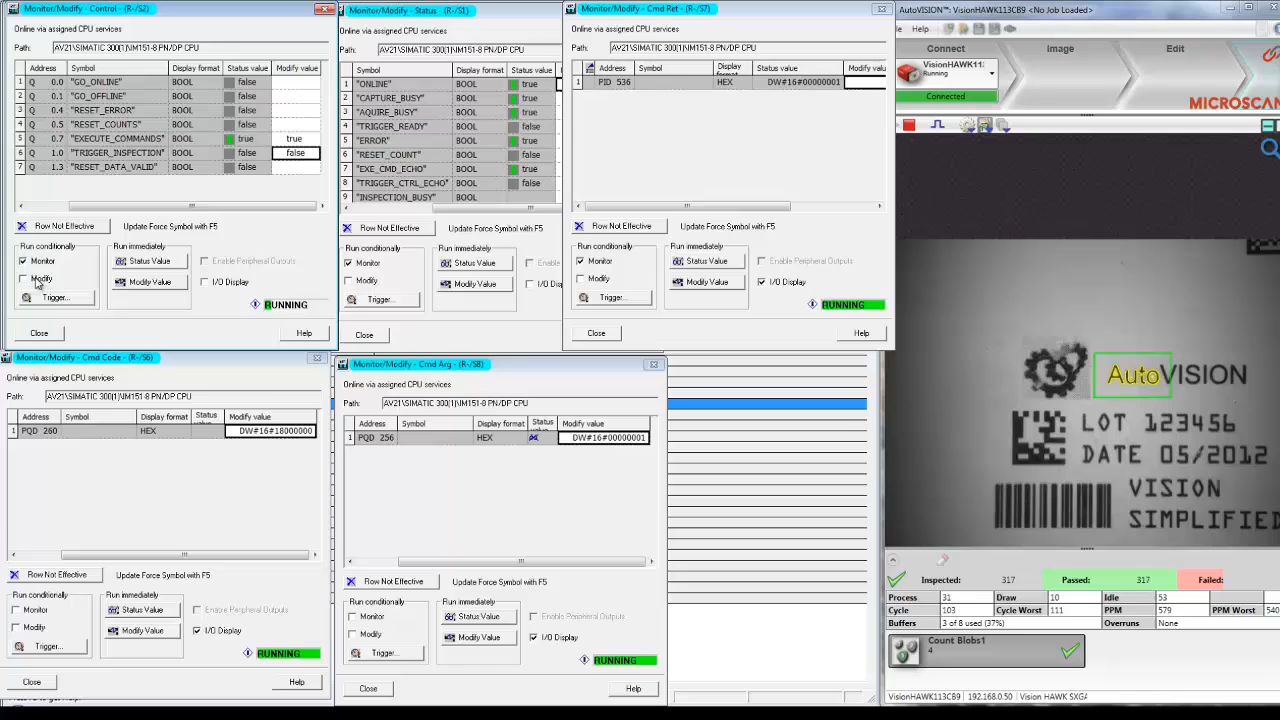 Monitor/Modify - Control - (R-/S2)
Online via assigned CPU services
Path: AV21\SIMATIC 300(1)\IM151-8 PN/DP CPU
Address Symbol Display format Status value Modify value
1 Q 0.0 "GO_ONLINE" BOOL false
2 Q 0.1 "GO_OFFLINE" BOOL false
3 Q 0.4 "RESET_ERROR" BOOL false
4 Q 0.5 "RESET_COUNTS" BOOL false
5 Q 0.7 "EXECUTE_COMMANDS" BOOL true true
6 Q 1.0 "TRIGGER_INSPECTION" BOOL false false
7 Q 1.3 "RESET_DATA_VALID" BOOL false
Row Not Effective Update Force Symbol with F5
Run conditionally Run immediately
Monitor Status Value Enable Peripheral Outputs
Modify Modify Value I/O Display
Trigger... RUNNING
Close Help
Monitor/Modify - Status - (R-/S1)
Online via assigned CPU services
Path: AV21\SIMATIC 300(1)\IM151-8 PN/DP CPU
Symbol Display format Status value
1 "ONLINE" BOOL true
2 "CAPTURE_BUSY" BOOL true
3 "AQUIRE_BUSY" BOOL true
4 "TRIGGER_READY" BOOL false
5 "ERROR" BOOL true
6 "RESET_COUNT" BOOL false
7 "EXE_CMD_ECHO" BOOL true
8 "TRIGGER_CTRL_ECHO" BOOL false
9 "INSPECTION_BUSY" BOOL
Row Not Effective Update Force Symbol with F5
Run conditionally Run immediately
Monitor Status Value Enable
Modify Modify Value I/O D
Trigger...
Close
Monitor/Modify - Cmd Ret - (R-/S7)
Online via assigned CPU services
Path: AV21\SIMATIC 300(1)\IM151-8 PN/DP CPU
Address Symbol Display format Status value Modify val
1 PID 536 HEX DW#16#00000001
Row Not Effective Update Force Symbol with F5
Run conditionally Run immediately
Monitor Status Value Enable Peripheral Outputs
Modify Modify Value I/O Display
Trigger... RUNNING
Close Help
Monitor/Modify - Cmd Code - (R-/S6)
Online via assigned CPU services
Path: AV21\SIMATIC 300(1)\IM151-8 PN/DP CPU
Address Symbol Display format Status Modify value
1 PQD 260 HEX DW#16#18000000
Row Not Effective Update Force Symbol with F5
Run conditionally Run immediately
Monitor Status Value Enable Peripheral Outputs
Modify Modify Value I/O Display
Trigger... RUNNING
Close Help
Monitor/Modify - Cmd Arg - (R-/S8)
Online via assigned CPU services
Path: AV21\SIMATIC 300(1)\IM151-8 PN/DP CPU
Address Symbol Display format Status Modify value
1 PQD 256 HEX DW#16#00000001
Row Not Effective Update Force Symbol with F5
Run conditionally Run immediately
Monitor Status Value Enable Peripheral Outputs
Modify Modify Value I/O Display
Trigger... RUNNING
Close Help
AutoVISION™: VisionHAWK113CB9 <No Job Loaded>
Help
Connect Image Edit
VisionHAWK11:
Running
Connected
MICROSCAN
AutoVISION
LOT 123456
DATE 05/2012
VISION
SIMPLIFIED
Inspected: 317 Passed: 317 Failed:
Process 31 Draw 10 Idle 53
Cycle 103 Cycle Worst 111 PPM 579 PPM Worst 540
Buffers 3 of 8 used (37%) Overruns None
Count Blobs1
4
VisionHAWK113CB9 192.168.0.50 Vision HAWK SXGA